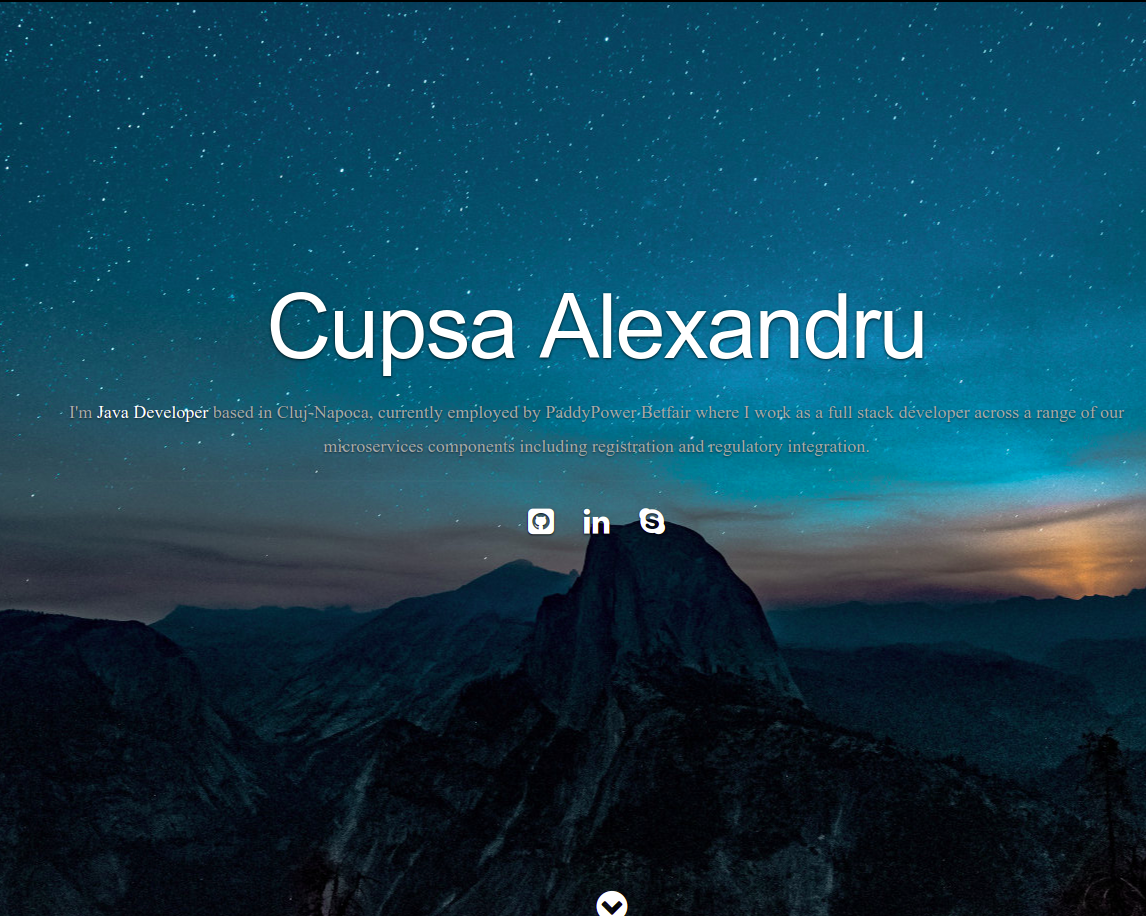 Cupsa Alexandru
I'm Java Developer based in Cluj-Napoca, currently employed by PaddyPower Betfair where I work as a full stack developer across a range of our
microservices components including registration and regulatory integration.
in
S